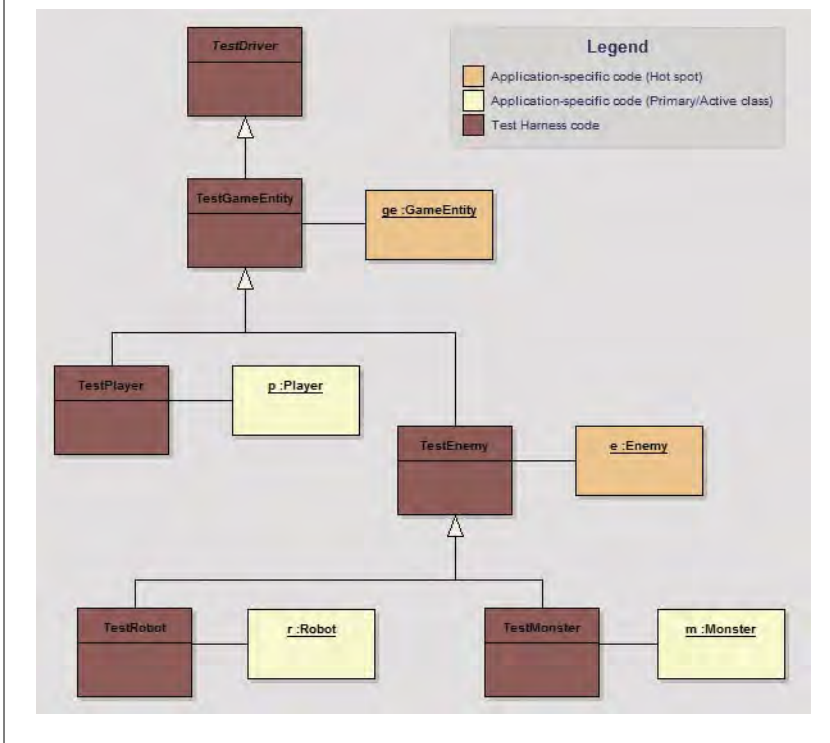 TestDriver
Legend
Application-specific code (Hot spot)
Application-specific code (Primary/Active class)
Test Harness code
TestGameEntity
ge :GameEntity
TestPlayer
p :Player
TestEnemy
e :Enemy
TestRobot
r :Robot
TestMonster
m :Monster